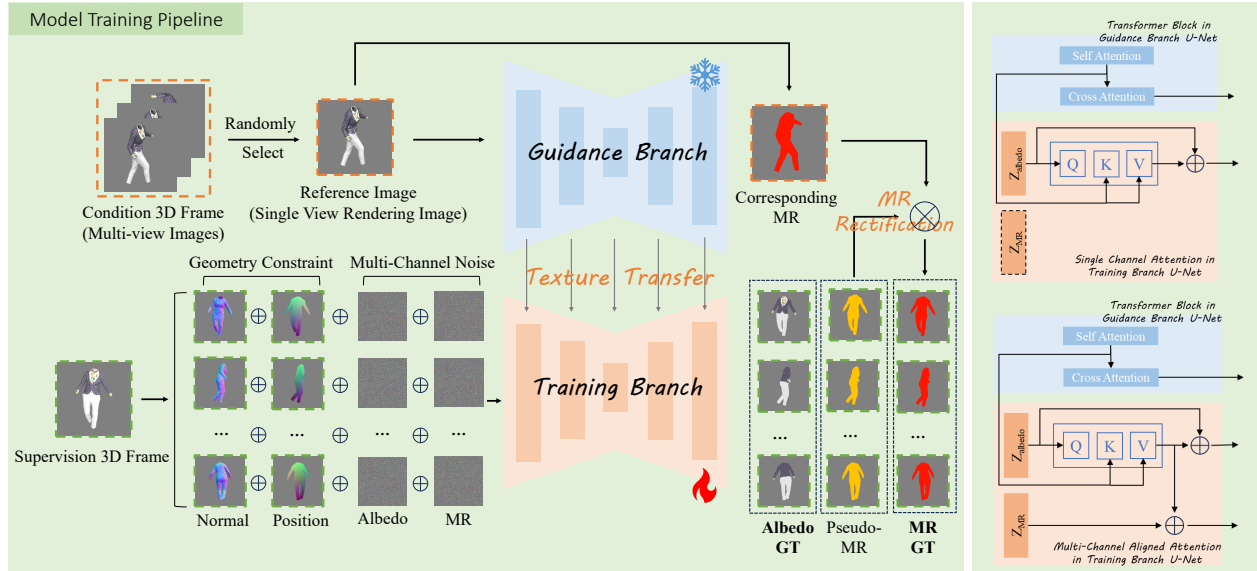 Model Training Pipeline
Randomly
Select
Condition 3D Frame
(Multi-view Images)
Reference Image
(Single View Rendering Image)
Guidance Branch
Corresponding
MR
MR
Rectification
Texture Transfer
Geometry Constraint
Multi-Channel Noise
Training Branch
Supervision 3D Frame
...
...
...
...
...
...
...
Normal
Position
Albedo
MR
Albedo
GT
Pseudo-
MR
MR
GT
Transformer Block in
Guidance Branch U-Net
Self Attention
Cross Attention
Zalbedo
Q
K
V
ZMR
Single Channel Attention in
Training Branch U-Net
Transformer Block in
Guidance Branch U-Net
Self Attention
Cross Attention
Zalbedo
Q
K
V
ZMR
Multi-Channel Aligned Attention
in Training Branch U-Net